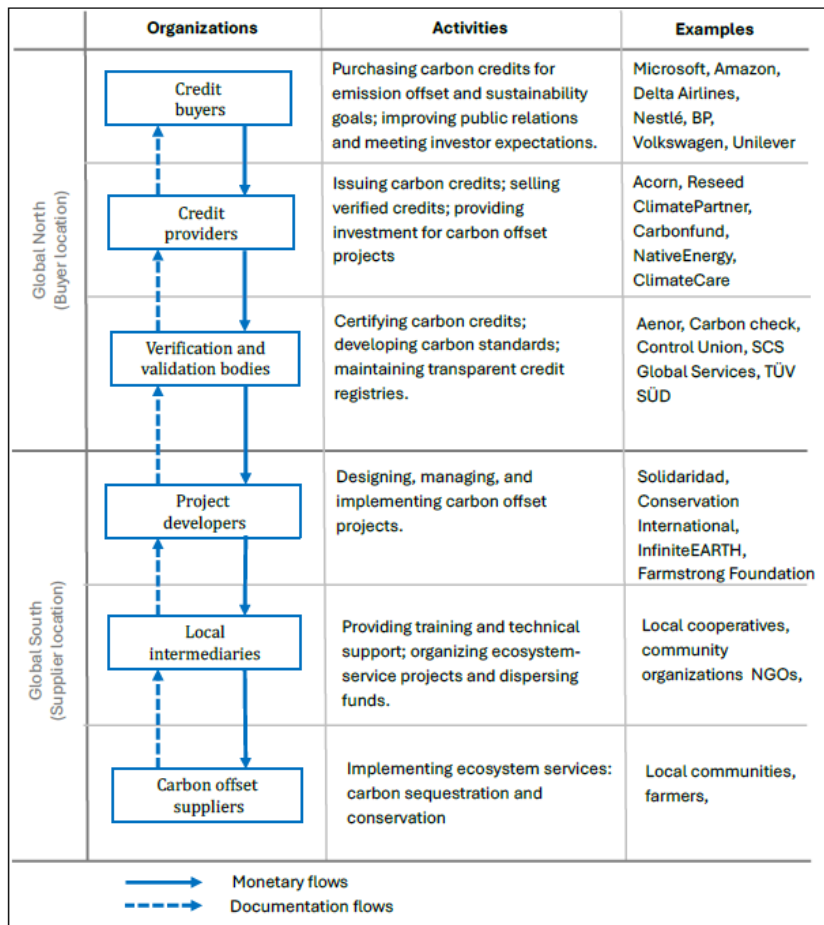 Organizations
Activities
Examples
Global North
(Buyer location)
Credit
buyers
Purchasing carbon credits for
emission offset and sustainability
goals; improving public relations
and meeting investor expectations.
Microsoft, Amazon,
Delta Airlines,
Nestlé, BP,
Volkswagen, Unilever
Credit
providers
Issuing carbon credits; selling
verified credits; providing
investment for carbon offset
projects
Acorn, Reseed
ClimatePartner,
Carbonfund,
NativeEnergy,
ClimateCare
Verification and
validation bodies
Certifying carbon credits;
developing carbon standards;
maintaining transparent credit
registries.
Aenor, Carbon check,
Control Union, SCS
Global Services, TÜV
SÜD
Global South
(Supplier location)
Project
developers
Designing, managing, and
implementing carbon offset
projects.
Solidaridad,
Conservation
International,
InfiniteEARTH,
Farmstrong Foundation
Local
intermediaries
Providing training and technical
support; organizing ecosystem-
service projects and dispersing
funds.
Local cooperatives,
community
organizations NGOs,
Carbon offset
suppliers
Implementing ecosystem services:
carbon sequestration and
conservation
Local communities,
farmers,
Monetary flows
Documentation flows